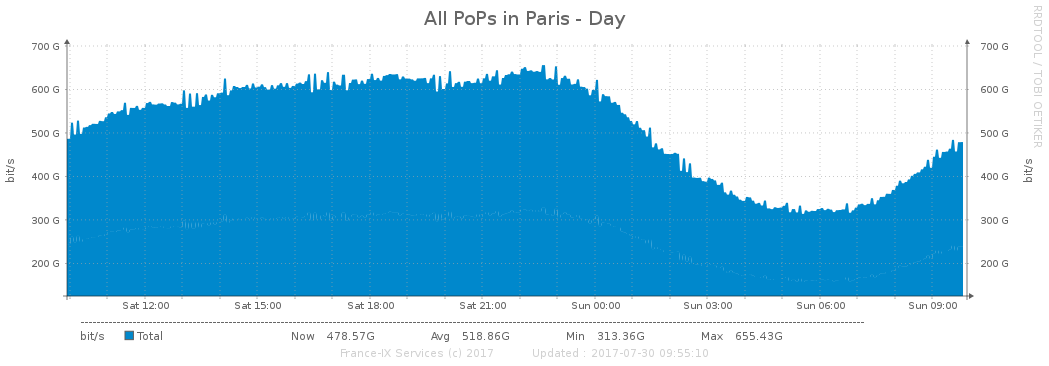 All PoPs in Paris - Day
RRDTOOL / TOBI OETIKER
700 G 700 G
600 G 600 G
500 G 500 G
400 G 400 G
300 G 300 G
200 G 200 G
bit/s bit/s
Sat 12:00 Sat 15:00 Sat 18:00 Sat 21:00 Sun 00:00 Sun 03:00 Sun 06:00 Sun 09:00
bit/s Total Now 478.57G Avg 518.86G Min 313.36G Max 655.43G
France-IX Services (c) 2017 Updated : 2017-07-30 09:55:10